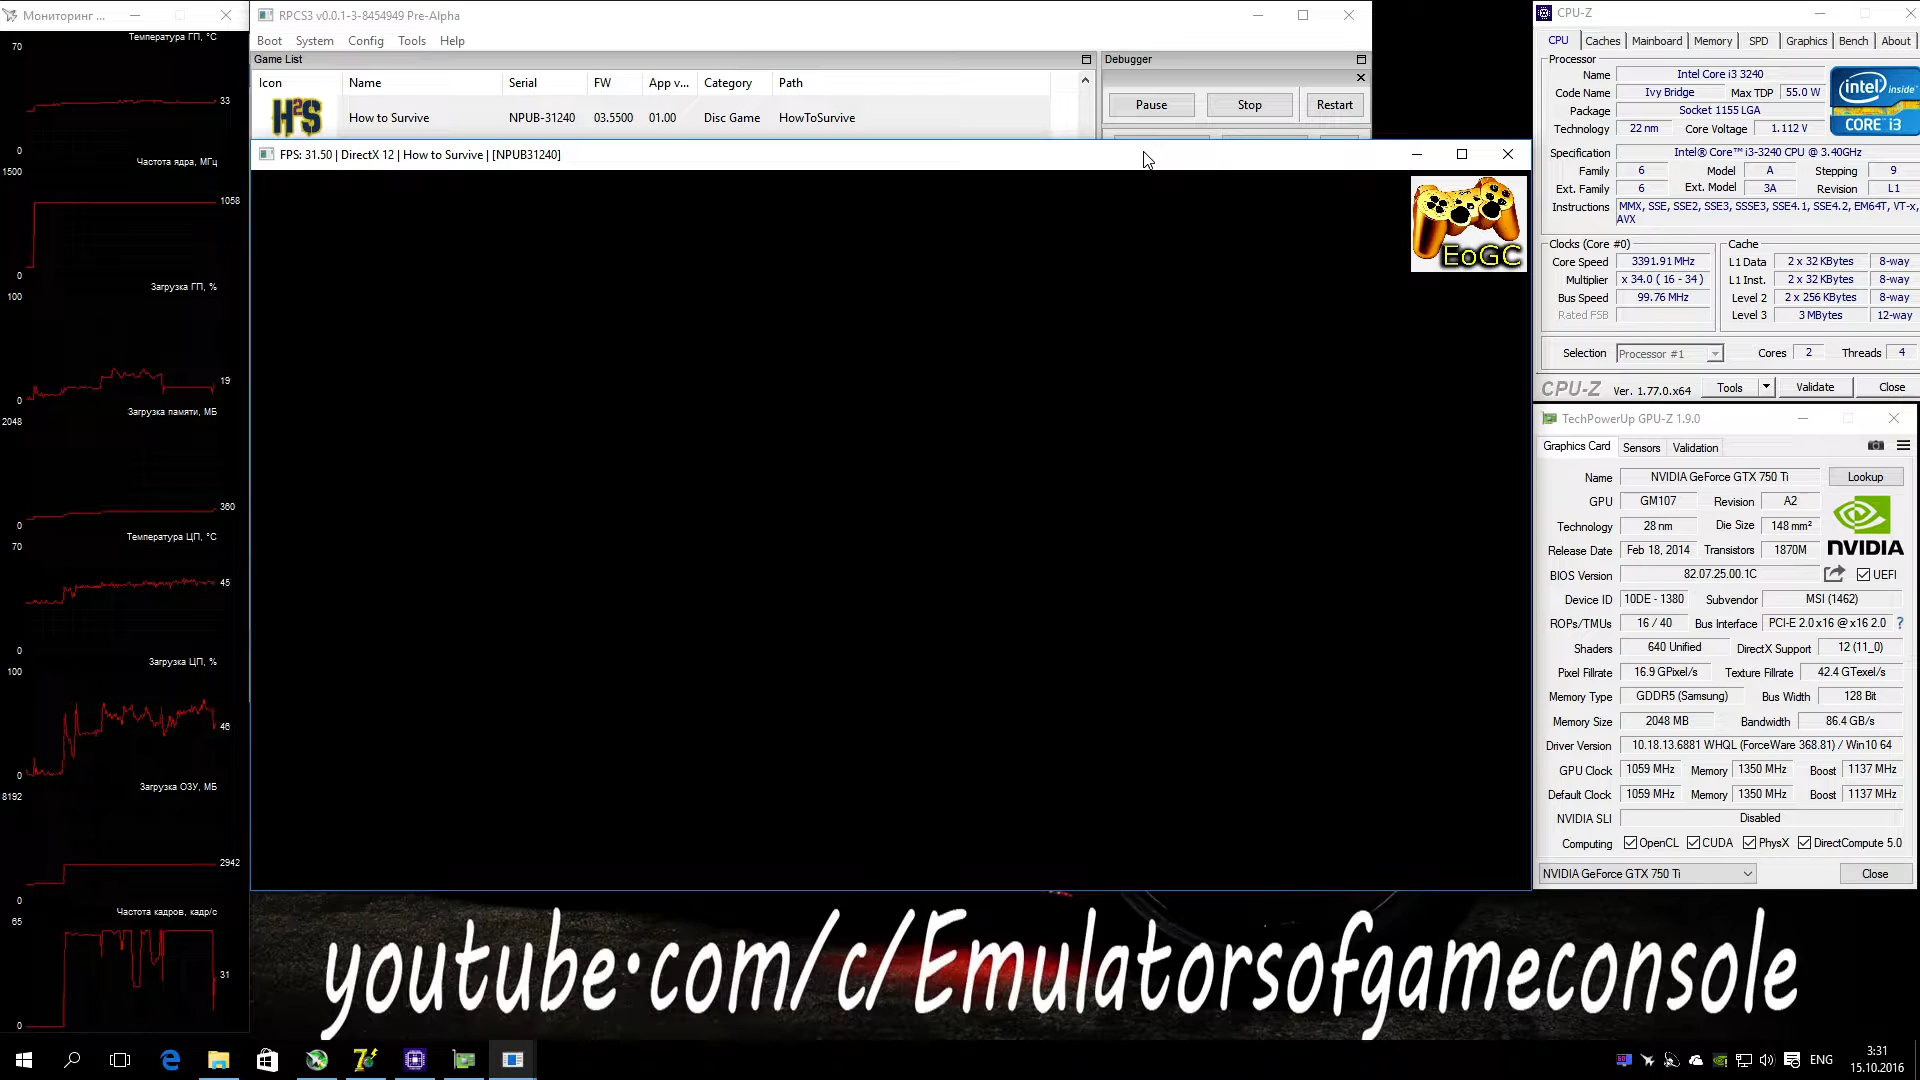 Мониторинг ...
Температура ГП, °C
70
33
0
Частота ядра, МГц
1500
1058
0
Загрузка ГП, %
100
19
0
Загрузка памяти, МБ
2048
360
0
Температура ЦП, °C
70
45
0
Загрузка ЦП, %
100
46
0
Загрузка ОЗУ, МБ
8192
2942
0
Частота кадров, кадр/с
65
31
0
RPCS3 v0.0.1-3-8454949 Pre-Alpha
Boot System Config Tools Help
Game List
Icon Name Serial FW App v... Category Path
H2S How to Survive NPUB-31240 03.5500 01.00 Disc Game HowToSurvive
Debugger
Pause Stop Restart
FPS: 31.50 | DirectX 12 | How to Survive | [NPUB31240]
EoGC
CPU-Z
CPU Caches Mainboard Memory SPD Graphics Bench About
Processor
Name Intel Core i3 3240
Code Name Ivy Bridge Max TDP 55.0 W
Package Socket 1155 LGA
Technology 22 nm Core Voltage 1.112 V
intel inside
CORE i3
Specification Intel® Core™ i3-3240 CPU @ 3.40GHz
Family 6 Model A Stepping 9
Ext. Family 6 Ext. Model 3A Revision L1
Instructions MMX, SSE, SSE2, SSE3, SSSE3, SSE4.1, SSE4.2, EM64T, VT-x,
AVX
Clocks (Core #0) Cache
Core Speed 3391.91 MHz L1 Data 2 x 32 KBytes 8-way
Multiplier x 34.0 ( 16 - 34 ) L1 Inst. 2 x 32 KBytes 8-way
Bus Speed 99.76 MHz Level 2 2 x 256 KBytes 8-way
Rated FSB Level 3 3 MBytes 12-way
Selection Processor #1 Cores 2 Threads 4
CPU-Z Ver. 1.77.0.x64 Tools Validate Close
TechPowerUp GPU-Z 1.9.0
Graphics Card Sensors Validation
Name NVIDIA GeForce GTX 750 Ti Lookup
GPU GM107 Revision A2
Technology 28 nm Die Size 148 mm²
Release Date Feb 18, 2014 Transistors 1870M
NVIDIA
BIOS Version 82.07.25.00.1C UEFI
Device ID 10DE - 1380 Subvendor MSI (1462)
ROPs/TMUs 16 / 40 Bus Interface PCI-E 2.0 x16 @ x16 2.0 ?
Shaders 640 Unified DirectX Support 12 (11_0)
Pixel Fillrate 16.9 GPixel/s Texture Fillrate 42.4 GTexel/s
Memory Type GDDR5 (Samsung) Bus Width 128 Bit
Memory Size 2048 MB Bandwidth 86.4 GB/s
Driver Version 10.18.13.6881 WHQL (ForceWare 368.81) / Win10 64
GPU Clock 1059 MHz Memory 1350 MHz Boost 1137 MHz
Default Clock 1059 MHz Memory 1350 MHz Boost 1137 MHz
NVIDIA SLI Disabled
Computing OpenCL CUDA PhysX DirectCompute 5.0
NVIDIA GeForce GTX 750 Ti Close
youtube.com/c/Emulatorsofgameconsole
ENG
3:31
15.10.2016